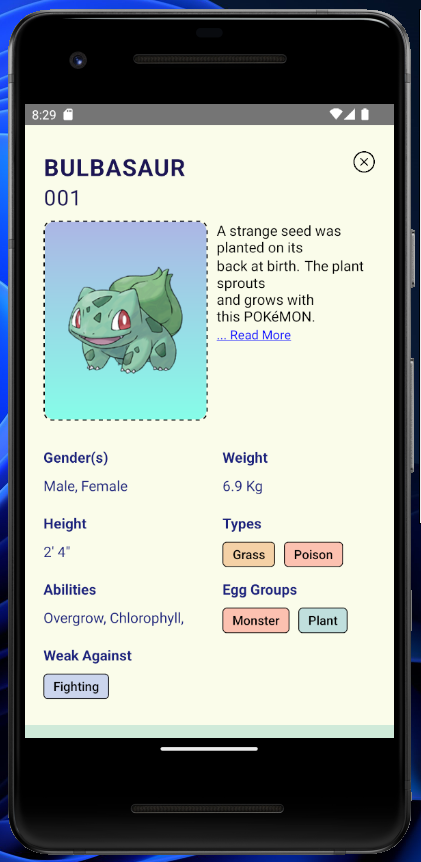 8:29
BULBASAUR
001
A strange seed was
planted on its
back at birth. The plant
sprouts
and grows with
this POKéMON.
... Read More
Gender(s)
Weight
Male, Female
6.9 Kg
Height
Types
2' 4"
Grass Poison
Abilities
Egg Groups
Overgrow, Chlorophyll,
Monster Plant
Weak Against
Fighting